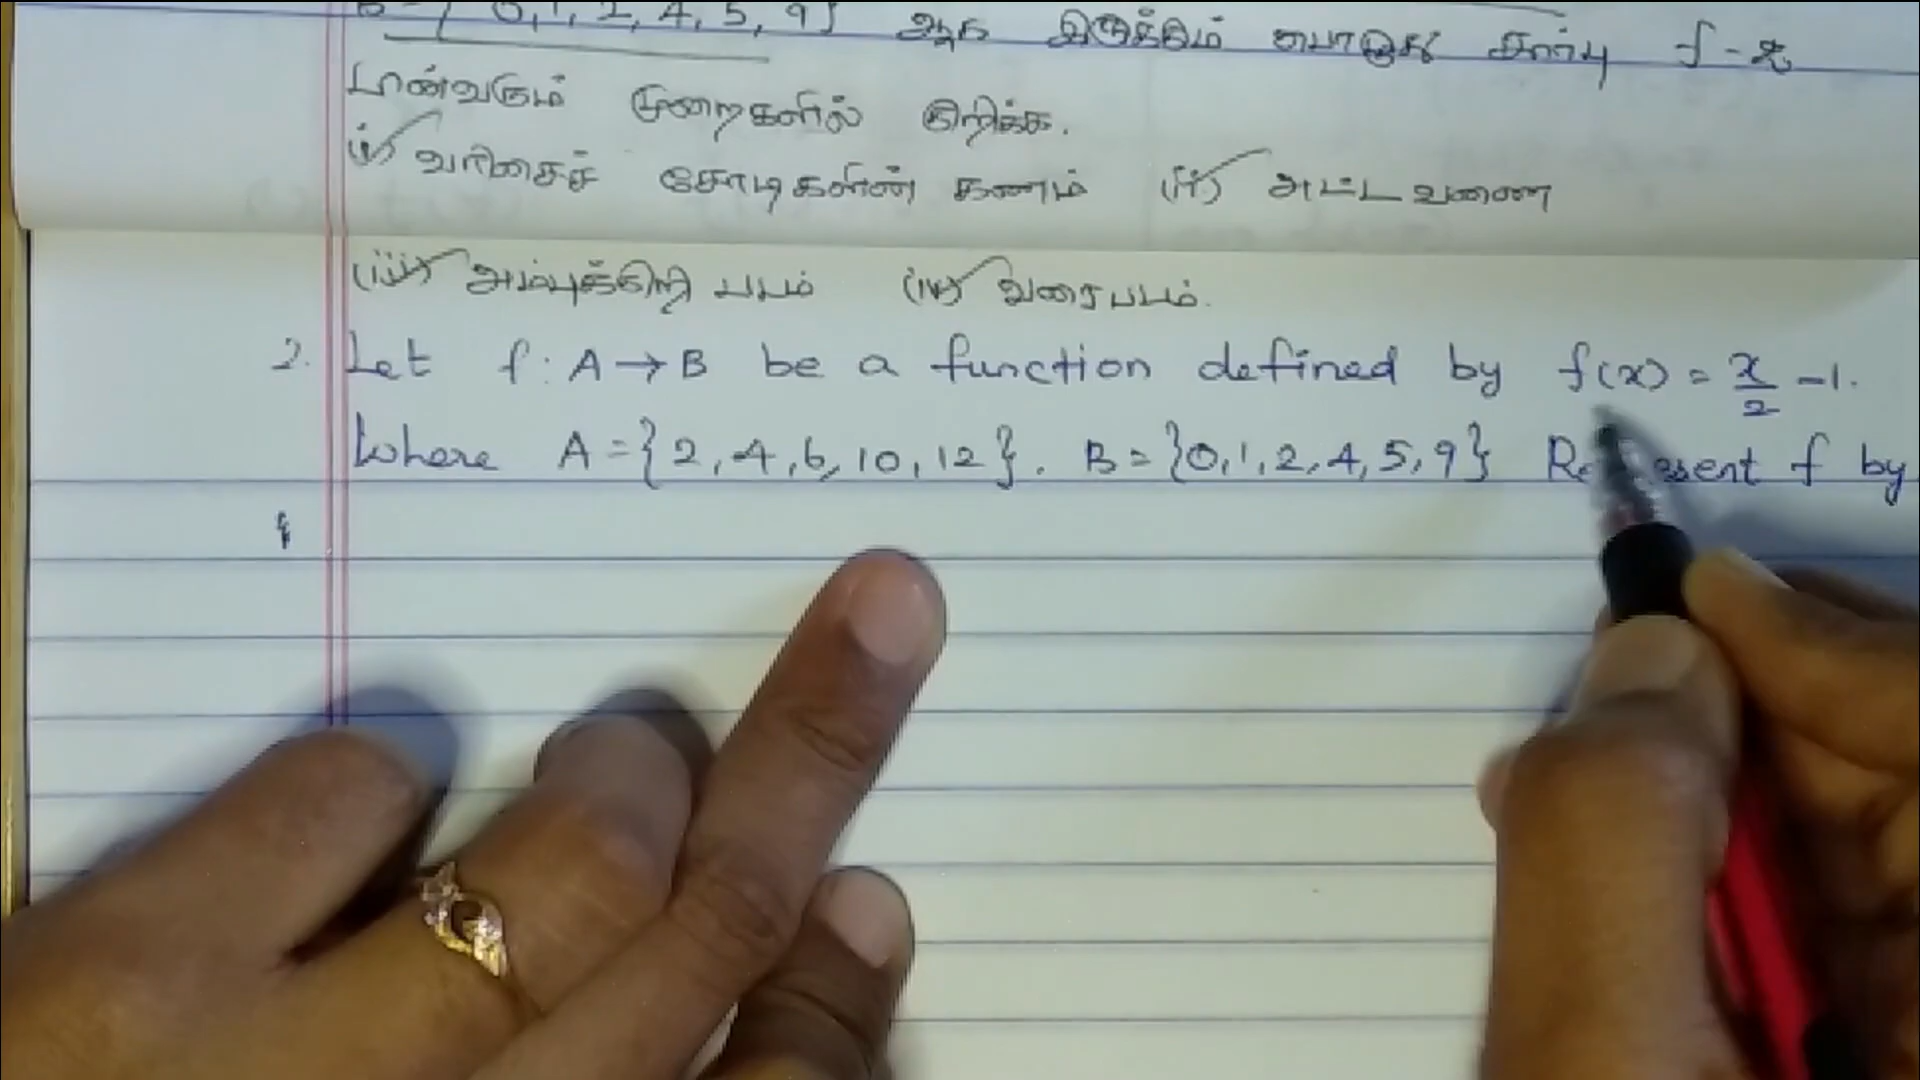 B = { 0, 1, 2, 4, 5, 9 } ஆக இருக்கும் பொழுது சார்பு f - ஐ
பின்வரும் முறைகளில் குறிக்க.
(i) வரிசைச் சோடிகளின் கணம் (ii) அட்டவணை
(iii) அம்புக்குறி படம் (iv) வரைபடம்.
2. Let f : A → B be a function defined by f(x) = x/2 - 1.
Where A = {2, 4, 6, 10, 12}. B = {0, 1, 2, 4, 5, 9} f by